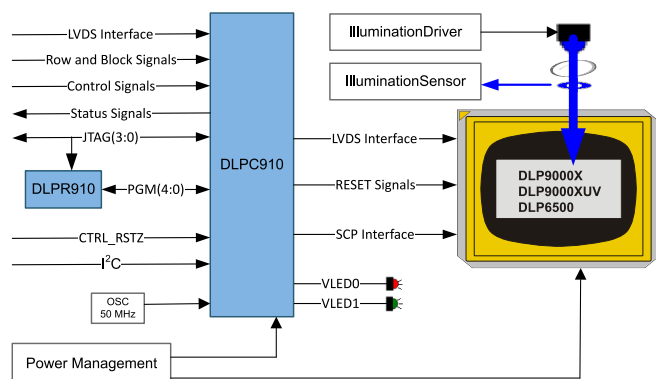 LVDS Interface
Row and Block Signals
Control Signals
Status Signals
JTAG(3:0)
DLPR910
PGM(4:0)
CTRL_RSTZ
I²C
OSC
50 MHz
Power Management
DLPC910
LVDS Interface
RESET Signals
SCP Interface
VLED0
VLED1
IlluminationDriver
IlluminationSensor
DLP9000X
DLP9000XUV
DLP6500